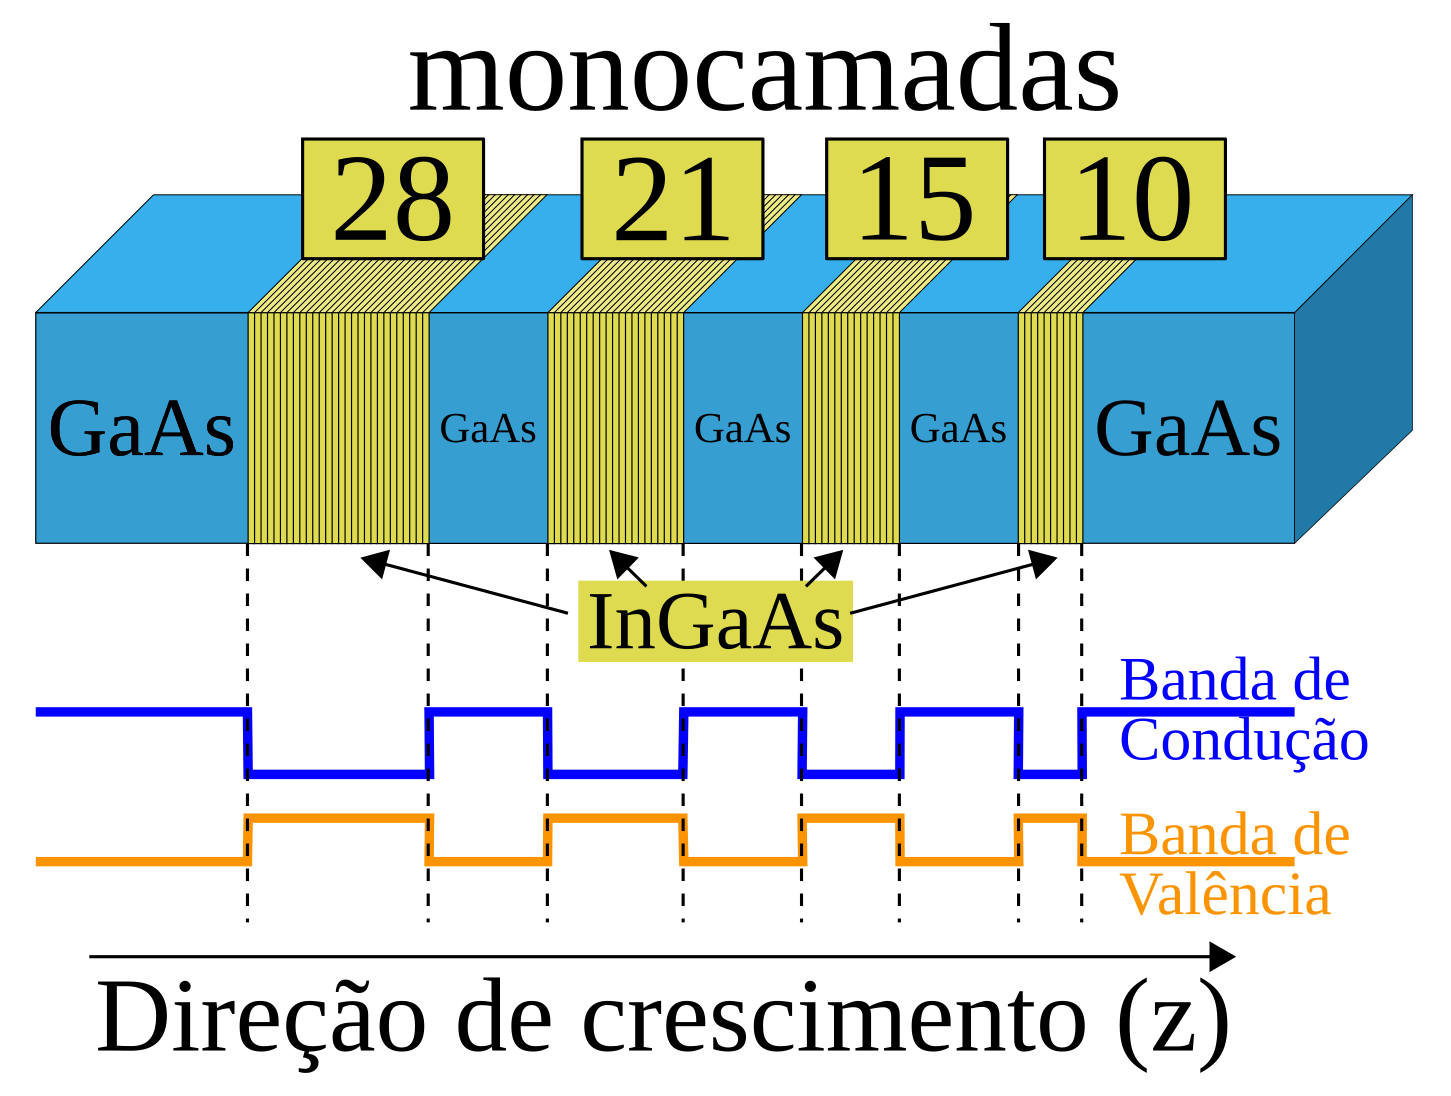 monocamadas
28 21 15 10
GaAs GaAs GaAs GaAs GaAs
InGaAs
Banda de
Condução
Banda de
Valência
Direção de crescimento (z)